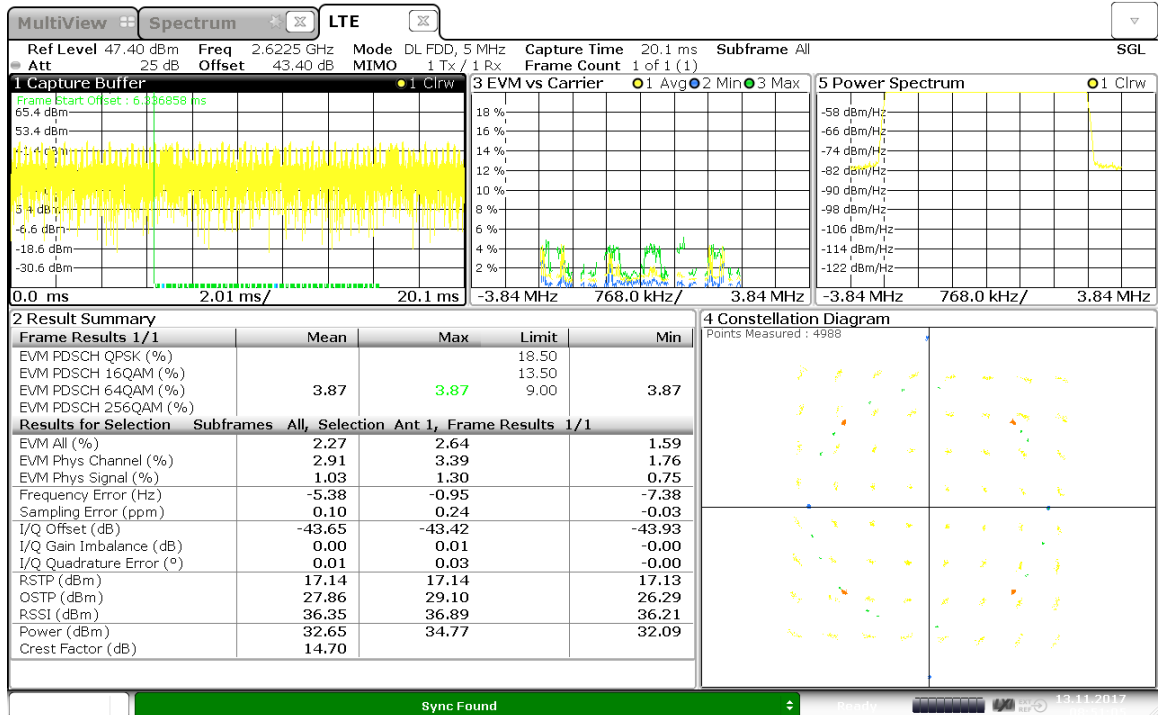 MultiView Spectrum LTE
Ref Level 47.40 dBm Freq 2.6225 GHz Mode DL FDD, 5 MHz Capture Time 20.1 ms Subframe All SGL
Att 25 dB Offset 43.40 dB MIMO 1 Tx / 1 Rx Frame Count 1 of 1 (1)
1 Capture Buffer 1 Clrw
Frame Start Offset : 6.336858 ms
65.4 dBm
53.4 dBm
5.4 dBm
-6.6 dBm
-18.6 dBm
-30.6 dBm
0.0 ms 2.01 ms/ 20.1 ms
3 EVM vs Carrier 1 Avg 2 Min 3 Max
18 %
16 %
14 %
12 %
10 %
8 %
6 %
4 %
2 %
-3.84 MHz 768.0 kHz/ 3.84 MHz
5 Power Spectrum 1 Clrw
-58 dBm/Hz
-66 dBm/Hz
-74 dBm/Hz
-82 dBm/Hz
-90 dBm/Hz
-98 dBm/Hz
-106 dBm/Hz
-114 dBm/Hz
-122 dBm/Hz
-3.84 MHz 768.0 kHz/ 3.84 MHz
2 Result Summary
Frame Results 1/1 Mean Max Limit Min
EVM PDSCH QPSK (%) 18.50
EVM PDSCH 16QAM (%) 13.50
EVM PDSCH 64QAM (%) 3.87 3.87 9.00 3.87
EVM PDSCH 256QAM (%)
Results for Selection Subframes All, Selection Ant 1, Frame Results 1/1
EVM All (%) 2.27 2.64 1.59
EVM Phys Channel (%) 2.91 3.39 1.76
EVM Phys Signal (%) 1.03 1.30 0.75
Frequency Error (Hz) -5.38 -0.95 -7.38
Sampling Error (ppm) 0.10 0.24 -0.03
I/Q Offset (dB) -43.65 -43.42 -43.93
I/Q Gain Imbalance (dB) 0.00 0.01 -0.00
I/Q Quadrature Error (º) 0.01 0.03 -0.00
RSTP (dBm) 17.14 17.14 17.13
OSTP (dBm) 27.86 29.10 26.29
RSSI (dBm) 36.35 36.89 36.21
Power (dBm) 32.65 34.77 32.09
Crest Factor (dB) 14.70
4 Constellation Diagram
Points Measured : 4988
Sync Found
Ready
13.11.2017